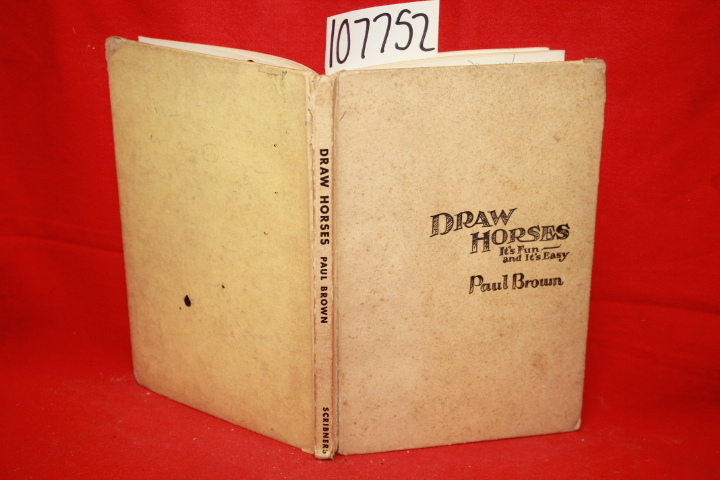 107752
DRAW HORSES PAUL BROWN SCRIBNERS
DRAW
HORSES
It's Fun
and It's Easy
Paul Brown